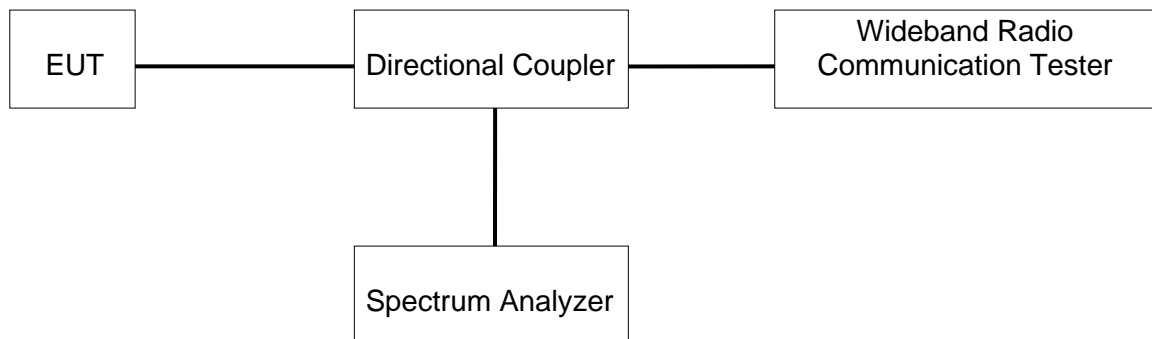 EUT
Directional Coupler
Wideband Radio
Communication Tester
Spectrum Analyzer